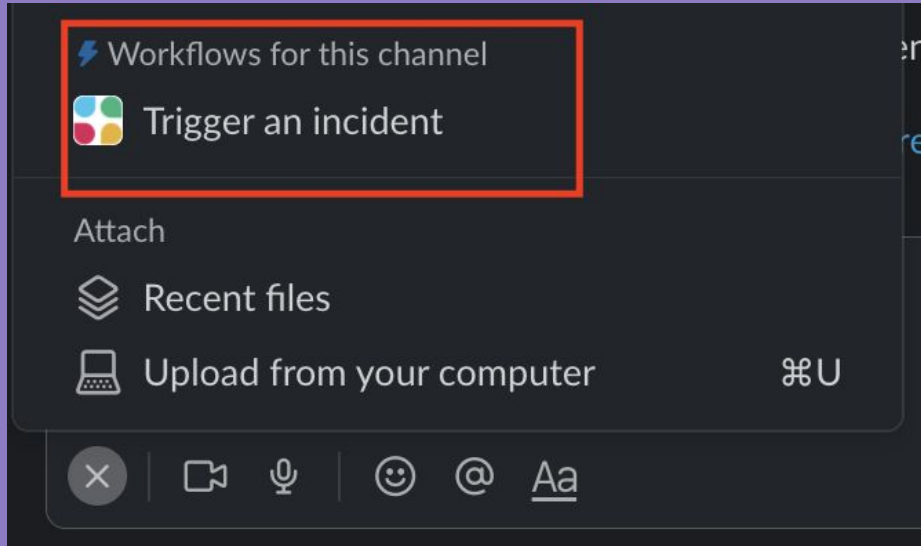 Workflows for this channel
Trigger an incident
Attach
Recent files
Upload from your computer ⌘U
Aa